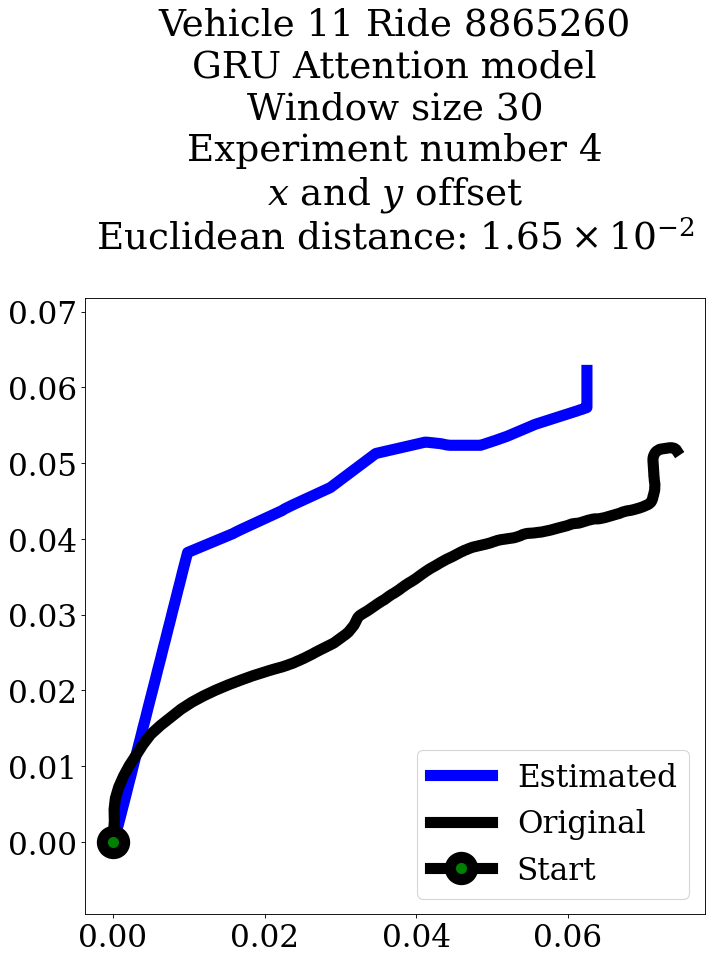 Vehicle 11 Ride 8865260
GRU Attention model
Window size 30
Experiment number 4
x and y offset
Euclidean distance: 1.65 × 10⁻²
0.07
0.06
0.05
0.04
0.03
0.02
0.01
0.00
Estimated
Original
Start
0.00 0.02 0.04 0.06